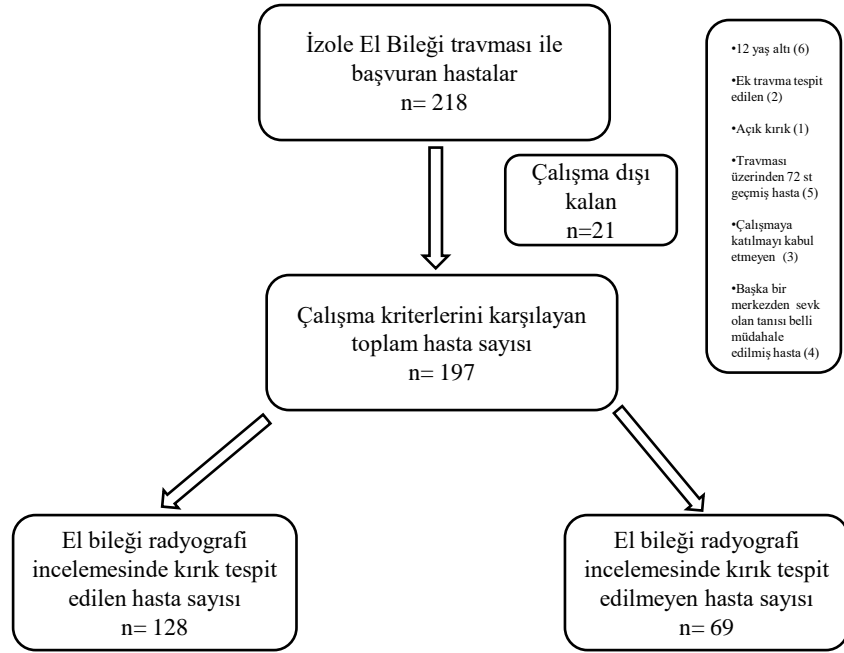 İzole El Bileği travması ile
başvuran hastalar
n= 218
•12 yaş altı (6)
•Ek travma tespit
edilen (2)
•Açık kırık (1)
•Travması
üzerinden 72 st
geçmiş hasta (5)
•Çalışmaya
katılmayı kabul
etmeyen (3)
•Başka bir
merkezden sevk
olan tanısı belli
müdahale
edilmiş hasta (4)
Çalışma dışı
kalan
n=21
Çalışma kriterlerini karşılayan
toplam hasta sayısı
n= 197
El bileği radyografi
incelemesinde kırık tespit
edilen hasta sayısı
n= 128
El bileği radyografi
incelemesinde kırık tespit
edilmeyen hasta sayısı
n= 69